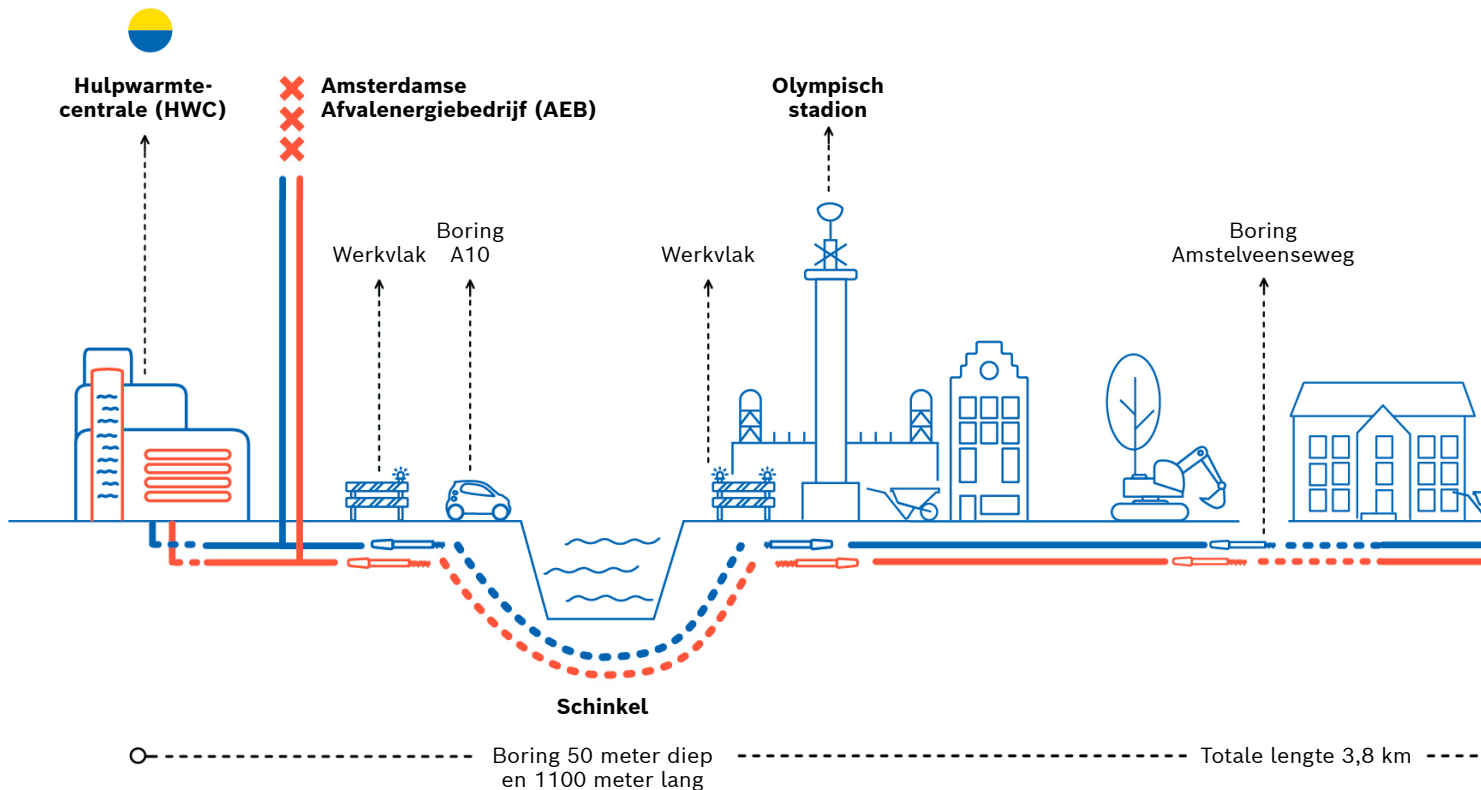 Hulpwarmte-
centrale (HWC)
Amsterdamse
Afvalenergiebedrijf (AEB)
Olympisch
stadion
Werkvlak
Boring
A10
Werkvlak
Boring
Amstelveenseweg
Schinkel
Boring 50 meter diep
en 1100 meter lang
Totale lengte 3,8 km